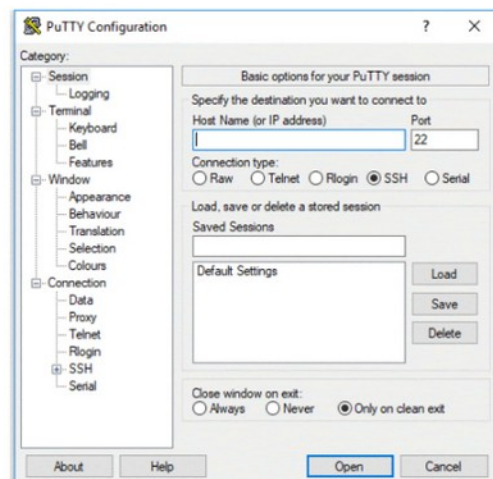 PuTTY Configuration
?
X
Category:
Session
Logging
Terminal
Keyboard
Bell
Features
Window
Appearance
Behaviour
Translation
Selection
Colours
Connection
Data
Proxy
Telnet
Rlogin
SSH
Serial
Basic options for your PuTTY session
Specify the destination you want to connect to
Host Name (or IP address) Port
22
Connection type:
Raw Telnet Rlogin SSH Serial
Load, save or delete a stored session
Saved Sessions
Default Settings
Load
Save
Delete
Close window on exit:
Always Never Only on clean exit
About Help Open Cancel